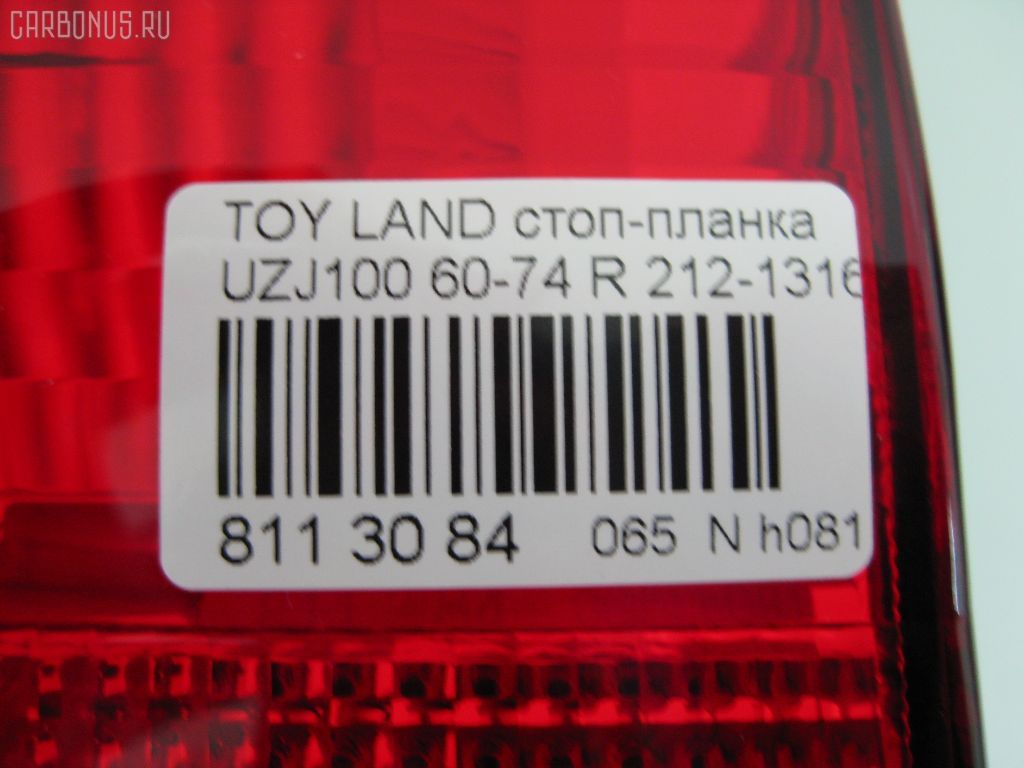 CARBONUS.RU
TOY LAND стоп-планка
UZJ100 60-74 R 212-1316
811 30 84 065 N h081